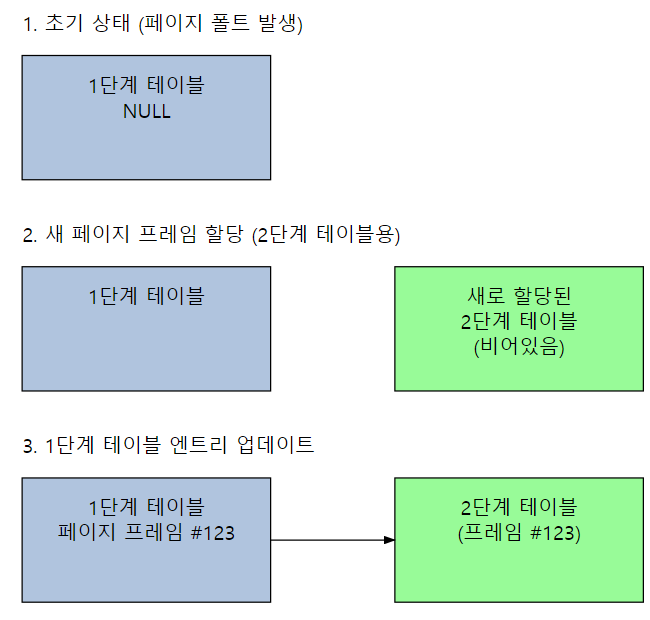 1. 초기 상태 (페이지 폴트 발생)
1단계 테이블
NULL
2. 새 페이지 프레임 할당 (2단계 테이블용)
1단계 테이블
새로 할당된
2단계 테이블
(비어있음)
3. 1단계 테이블 엔트리 업데이트
1단계 테이블
페이지 프레임 #123
2단계 테이블
(프레임 #123)